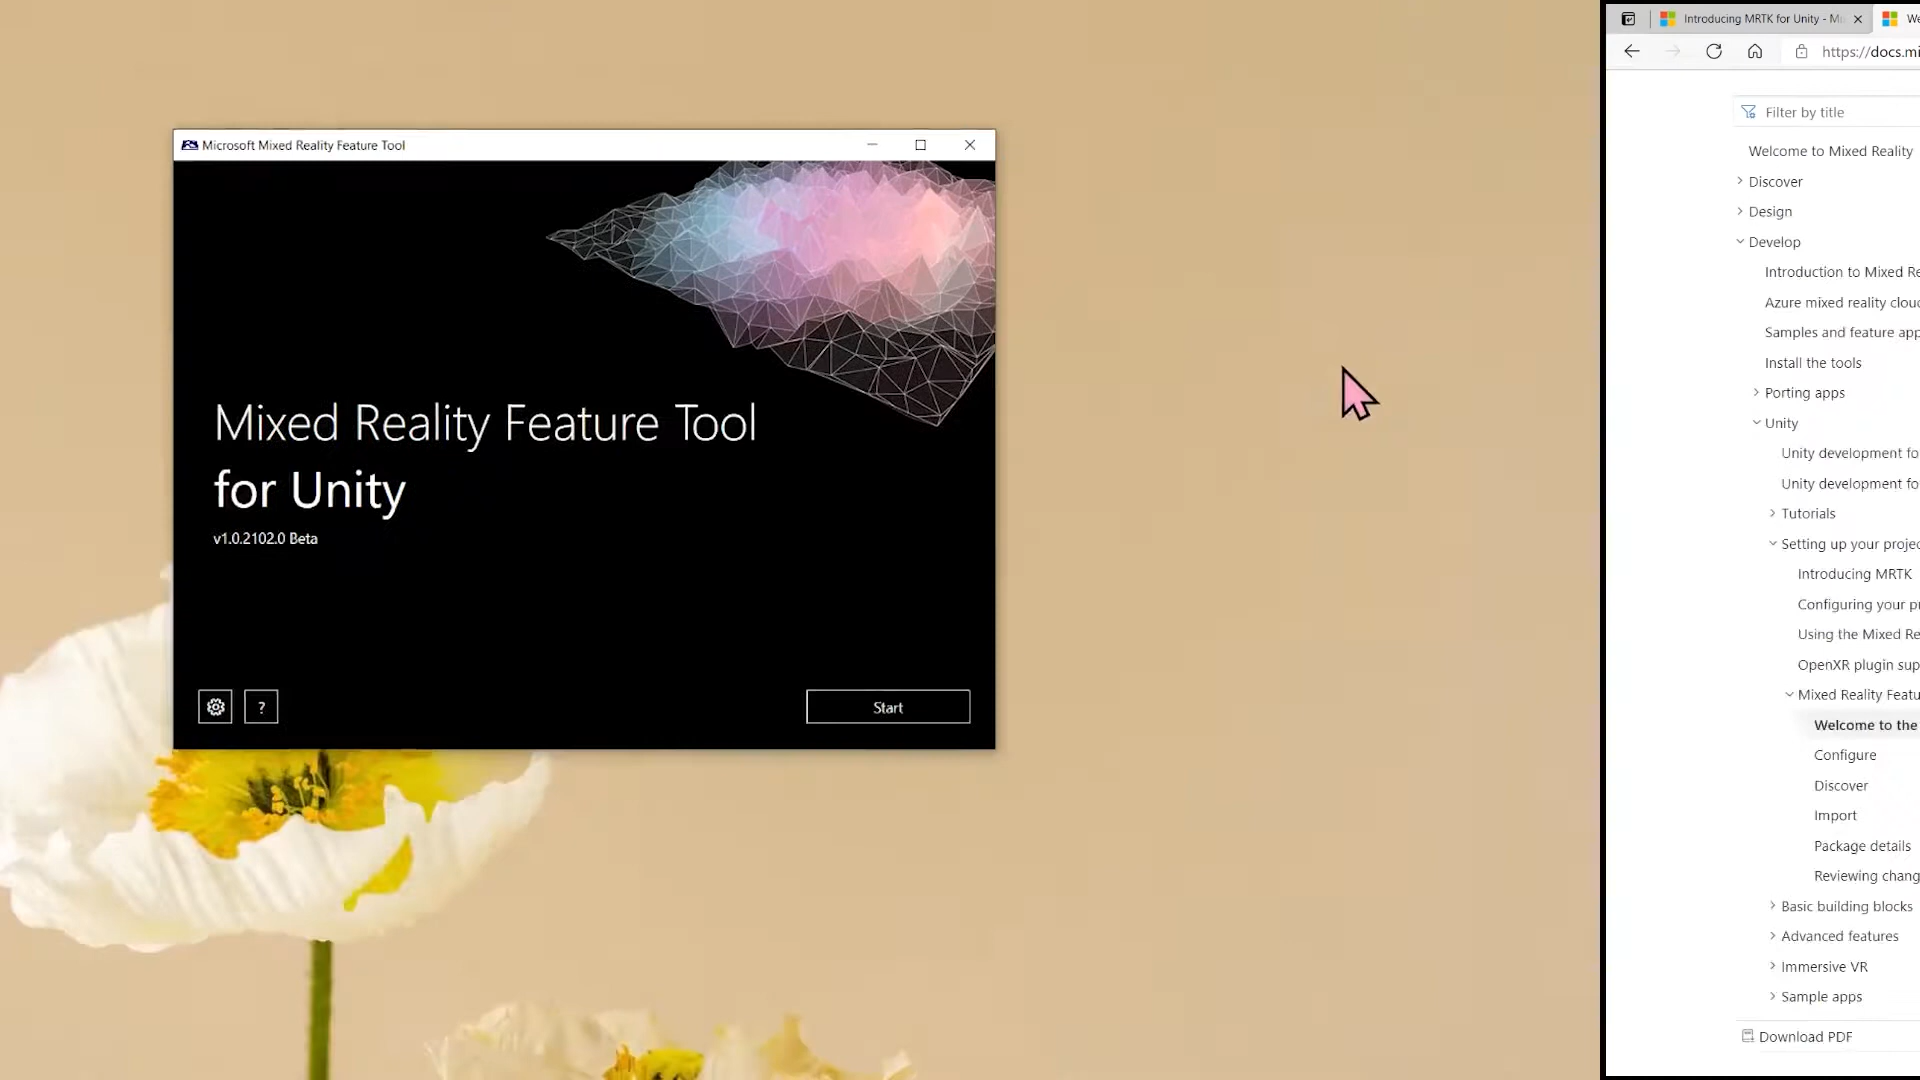 Microsoft Mixed Reality Feature Tool
Mixed Reality Feature Tool
for Unity
v1.0.2102.0 Beta
?
Start
Introducing MRTK for Unity - M
We
https://docs.mi
Filter by title
Welcome to Mixed Reality
Discover
Design
Develop
Introduction to Mixed Re
Azure mixed reality clou
Samples and feature app
Install the tools
Porting apps
Unity
Unity development fo
Unity development fo
Tutorials
Setting up your projec
Introducing MRTK
Configuring your p
Using the Mixed Re
OpenXR plugin sup
Mixed Reality Featu
Welcome to the
Configure
Discover
Import
Package details
Reviewing chang
Basic building blocks
Advanced features
Immersive VR
Sample apps
Download PDF